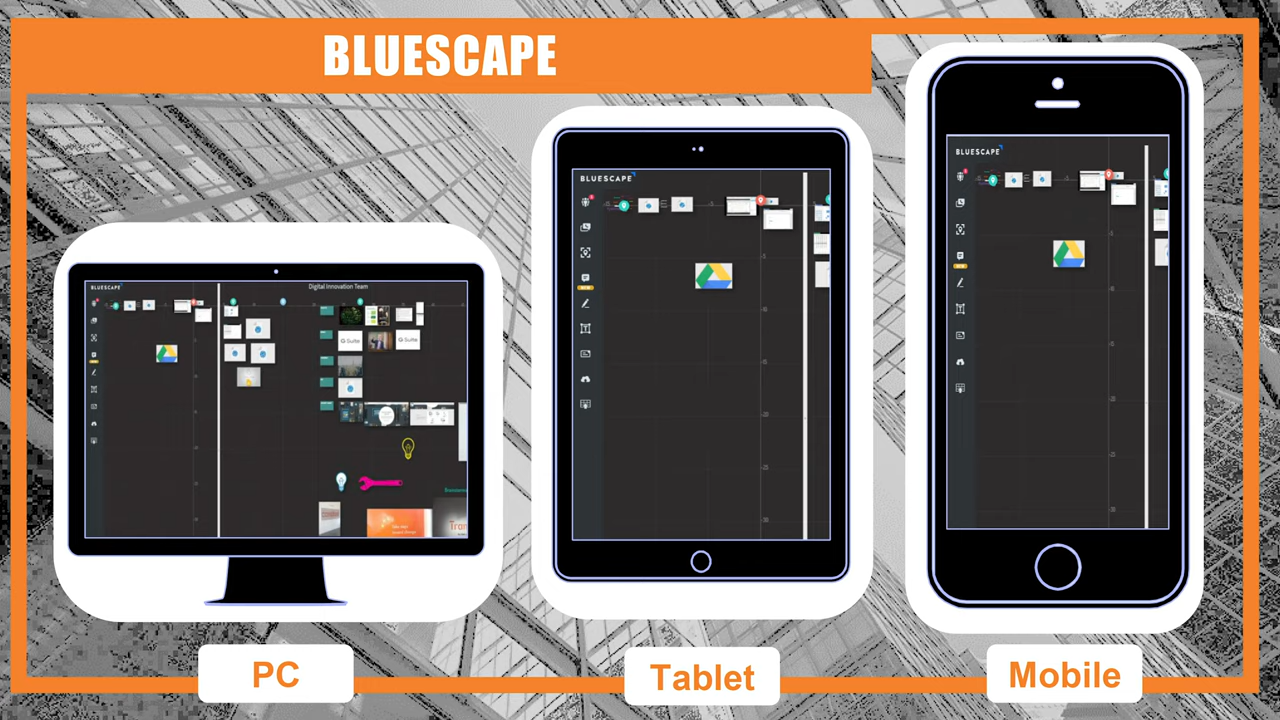 BLUESCAPE
BLUESCAPE
Digital Innovation Team
G Suite
G Suite
BLUESCAPE
BLUESCAPE
PC
Tablet
Mobile